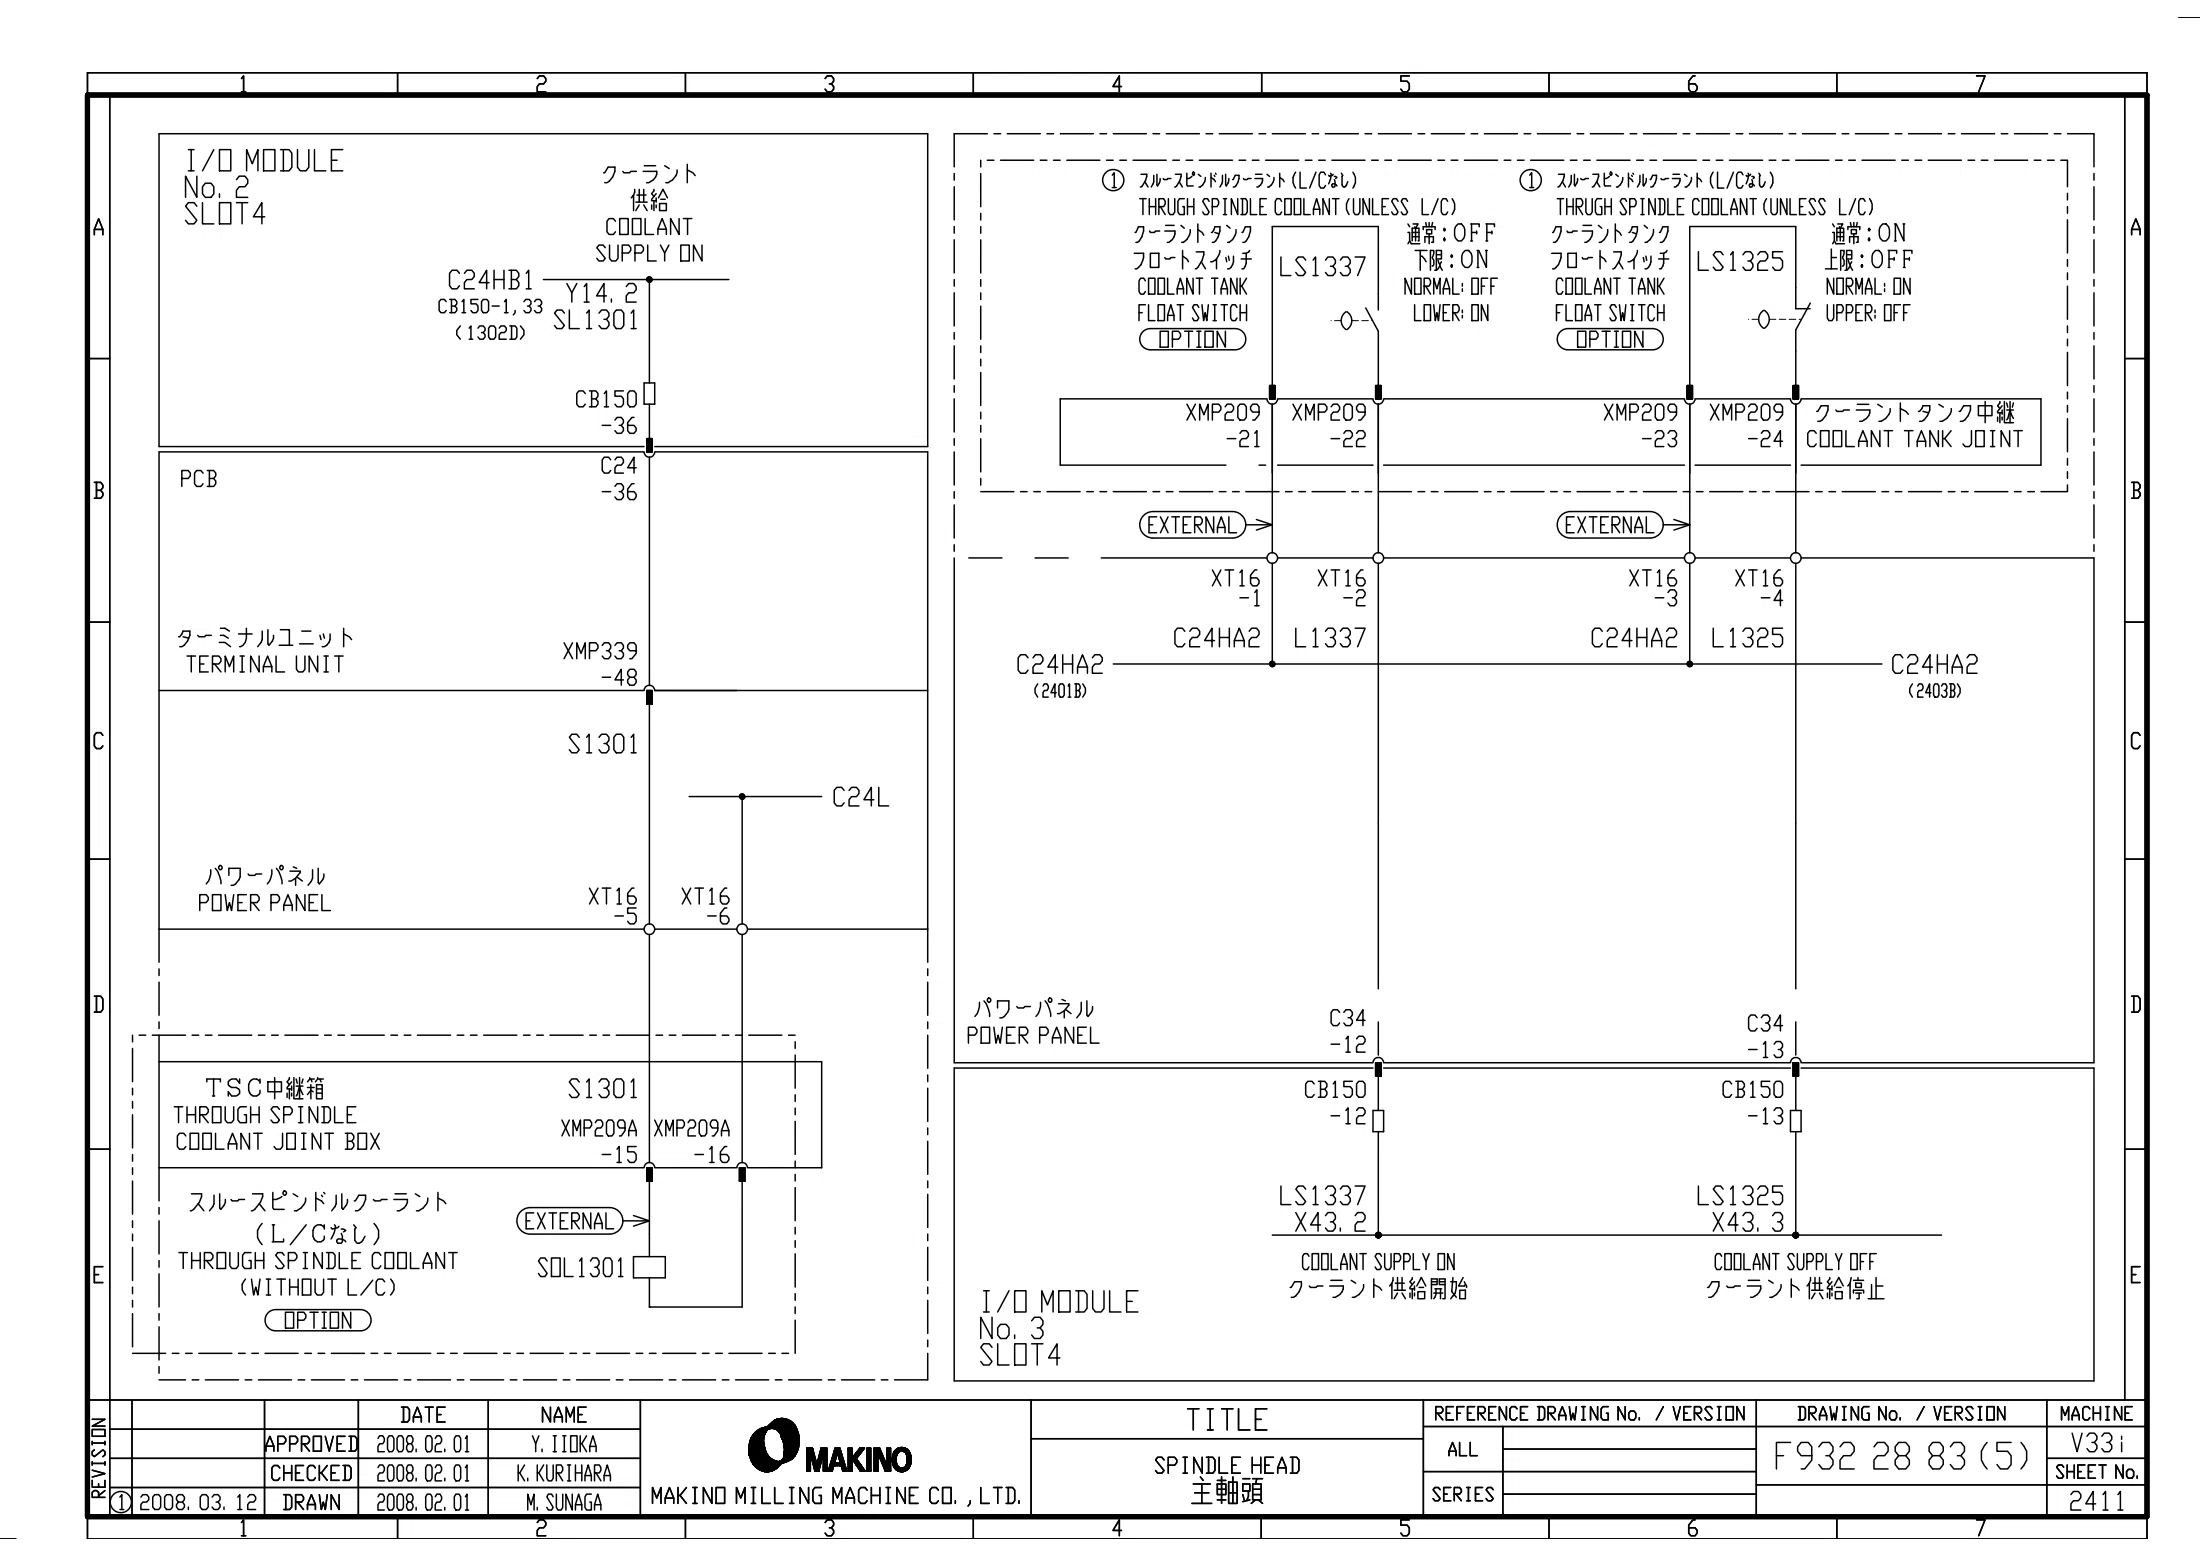 1 2 3 4 5 6 7
A
B
C
D
E
I/O MODULE
No. 2
SLOT4
クーラント
供給
COOLANT
SUPPLY ON
C24HB1
CB150-1, 33
(1302D)
Y14. 2
SL1301
CB150
-36
C24
-36
PCB
ターミナルユニット
TERMINAL UNIT
XMP339
-48
S1301
C24L
パワーパネル
POWER PANEL
XT16 XT16
-5 -6
TSC中継箱
THROUGH SPINDLE
COOLANT JOINT BOX
S1301
XMP209A XMP209A
-15 -16
スルースピンドルクーラント
(L/Cなし)
THROUGH SPINDLE COOLANT
(WITHOUT L/C)
OPTION
EXTERNAL
SOL1301
① スルースピンドルクーラント(L/Cなし)
THRUGH SPINDLE COOLANT(UNLESS L/C)
クーラントタンク
フロートスイッチ
COOLANT TANK
FLOAT SWITCH
OPTION
LS1337
通常:OFF
下限:ON
NORMAL: OFF
LOWER: ON
① スルースピンドルクーラント(L/Cなし)
THRUGH SPINDLE COOLANT(UNLESS L/C)
クーラントタンク
フロートスイッチ
COOLANT TANK
FLOAT SWITCH
OPTION
LS1325
通常:ON
上限:OFF
NORMAL: ON
UPPER: OFF
XMP209 XMP209 XMP209 XMP209
-21 -22 -23 -24
クーラントタンク中継
COOLANT TANK JOINT
EXTERNAL EXTERNAL
XT16 XT16 XT16 XT16
-1 -2 -3 -4
C24HA2 L1337 C24HA2 L1325
C24HA2
(2401B)
C24HA2
(2403B)
パワーパネル
POWER PANEL
C34
-12
C34
-13
CB150
-12
CB150
-13
LS1337
X43. 2
LS1325
X43. 3
COOLANT SUPPLY ON
クーラント供給開始
COOLANT SUPPLY OFF
クーラント供給停止
I/O MODULE
No. 3
SLOT4
A
B
C
D
E
REVISION
DATE NAME
APPROVED 2008. 02. 01 Y. IIOKA
CHECKED 2008. 02. 01 K. KURIHARA
① 2008. 03. 12 DRAWN 2008. 02. 01 M. SUNAGA
MAKINO
MAKINO MILLING MACHINE CO. , LTD.
TITLE
SPINDLE HEAD
主軸頭
REFERENCE DRAWING No. / VERSION
ALL
SERIES
DRAWING No. / VERSION
F932 28 83 (5)
MACHINE
V33i
SHEET No.
2411
1 2 3 4 5 6 7